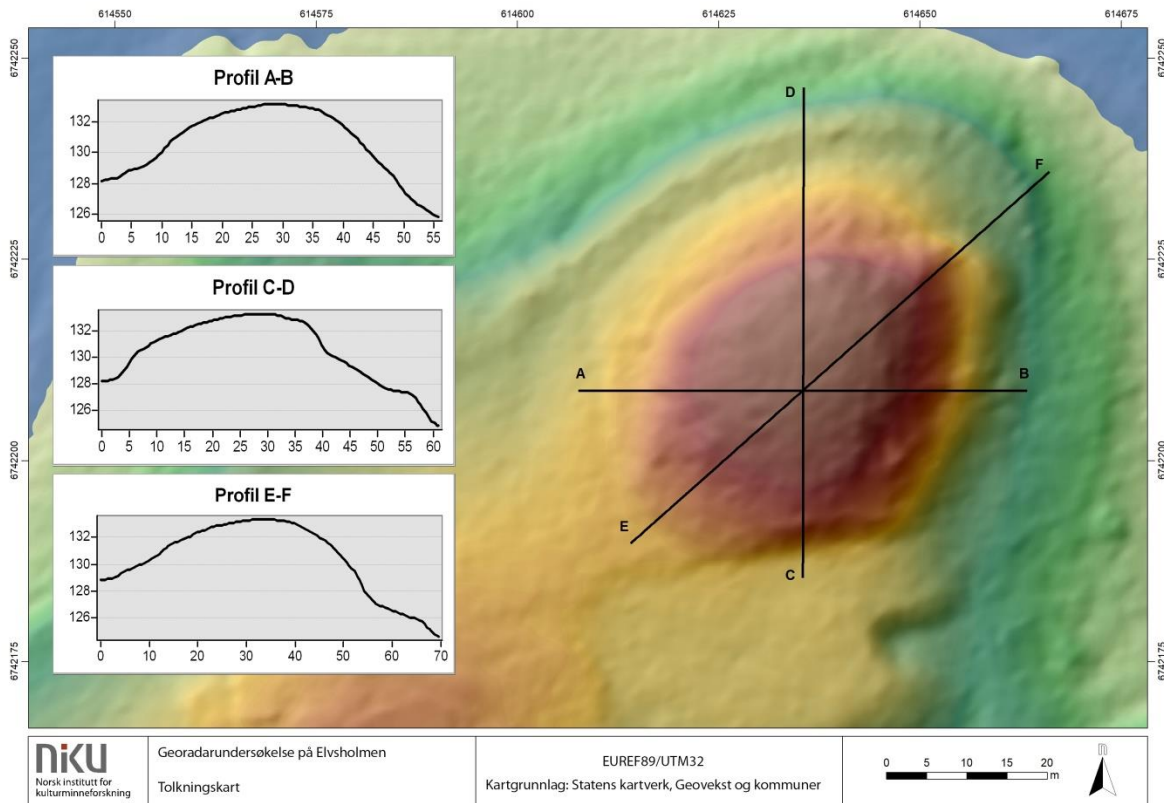 614550 614575 614600 614625 614650 614675
6742250 6742250
Profil A-B
132
130
128
126
0 5 10 15 20 25 30 35 40 45 50 55
D
F
6742225 6742225
Profil C-D
132
130
128
126
0 5 10 15 20 25 30 35 40 45 50 55 60
A B
6742200 6742200
Profil E-F
132
130
128
126
0 10 20 30 40 50 60 70
E
C
6742175 6742175
niku
Norsk institutt for
kulturminneforskning
Georadarundersøkelse på Elvsholmen
Tolkningskart
EUREF89/UTM32
Kartgrunnlag: Statens kartverk, Geovekst og kommuner
0 5 10 15 20
m
n